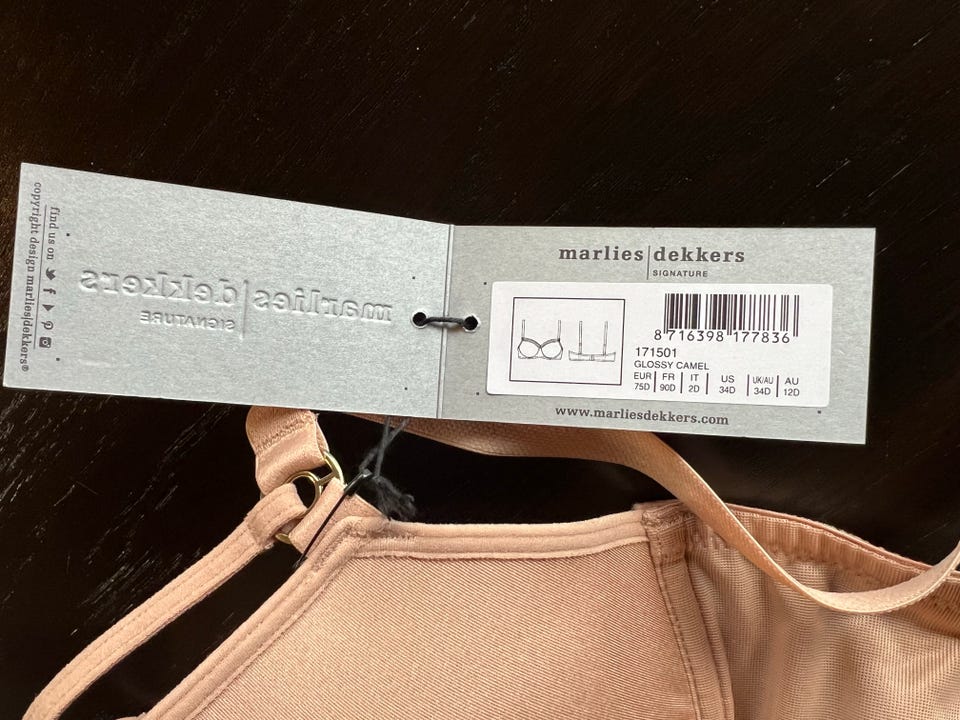 marlies|dekkers
SIGNATURE
8 716398 177836
171501
GLOSSY CAMEL
EUR | FR | IT | US | UK/AU | AU
75D | 90D | 2D | 34D | 34D | 12D
www.marliesdekkers.com
marlies|dekkers
SIGNATURE
find us on
copyright design marlies|dekkers®